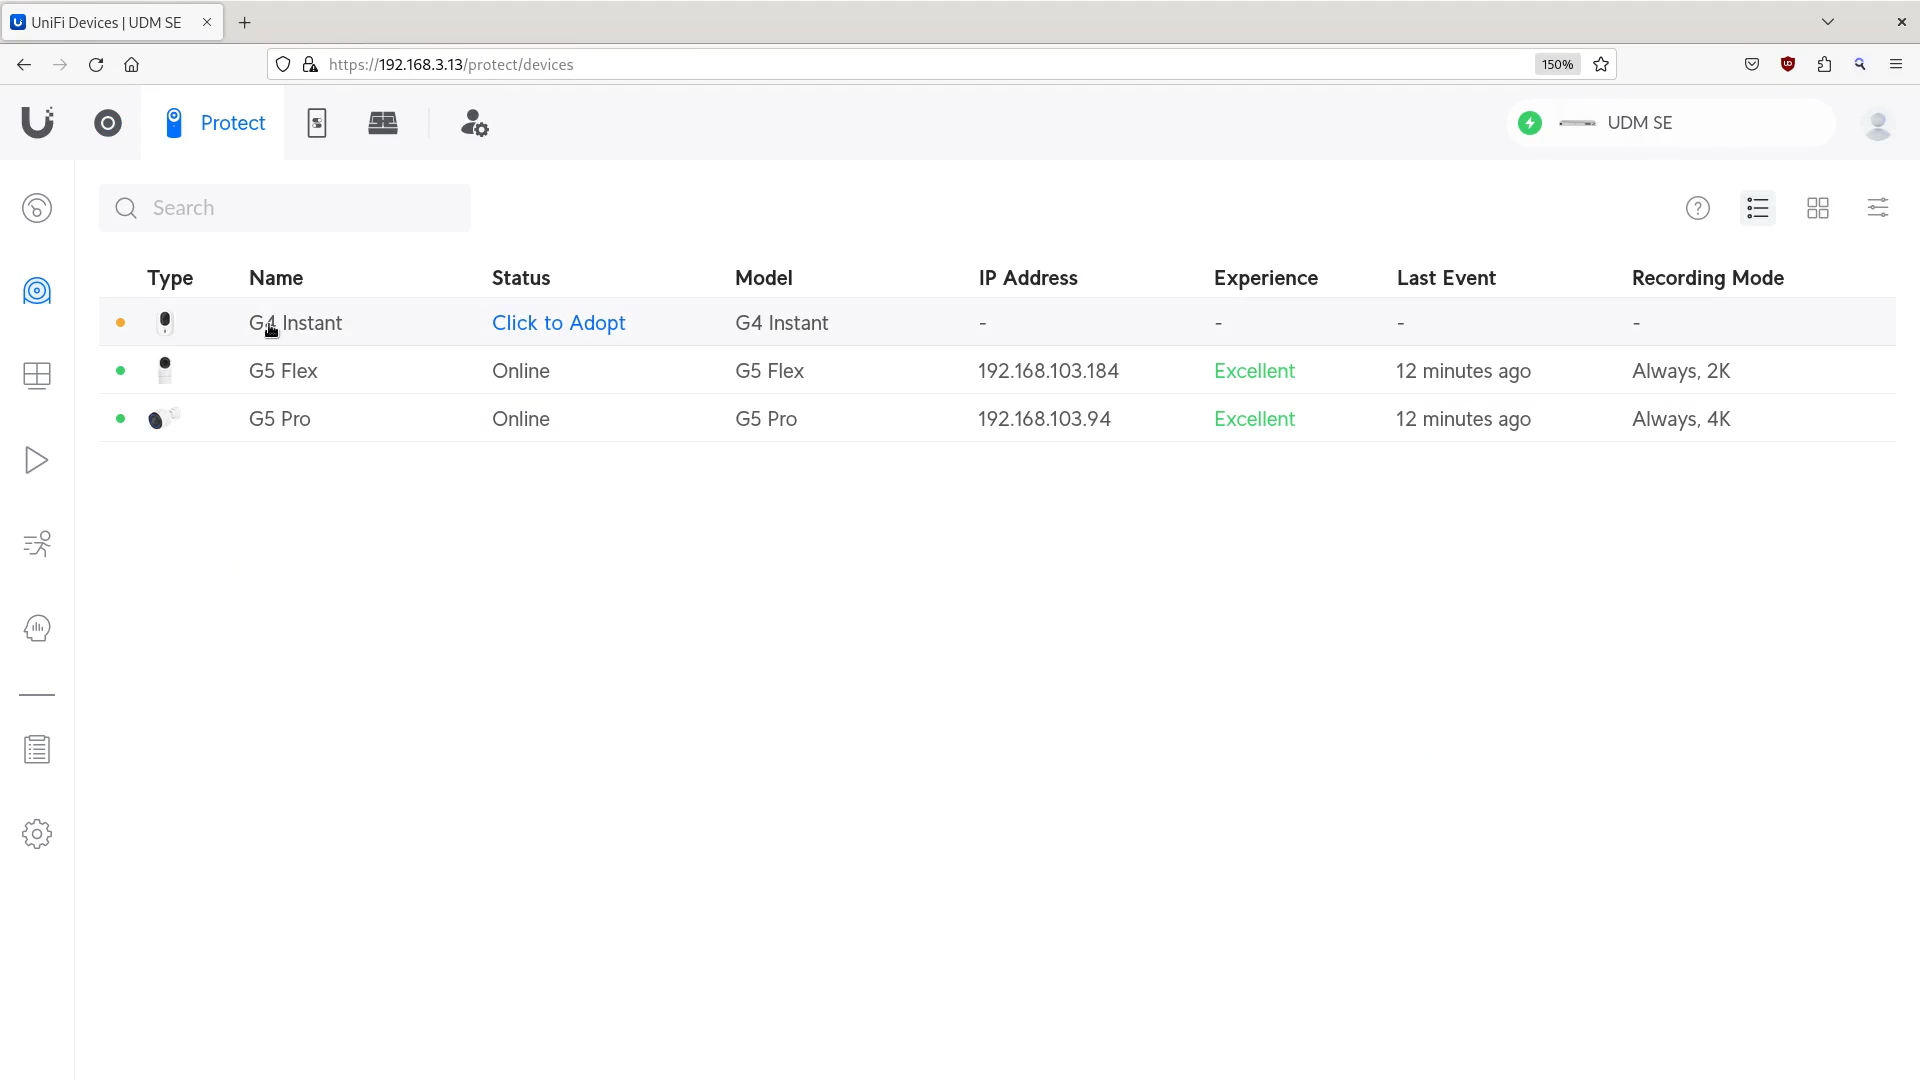 UniFi Devices | UDM SE
https://192.168.3.13/protect/devices
150%
Protect
UDM SE
Search
Type Name Status Model IP Address Experience Last Event Recording Mode
G4 Instant Click to Adopt G4 Instant - - - -
G5 Flex Online G5 Flex 192.168.103.184 Excellent 12 minutes ago Always, 2K
G5 Pro Online G5 Pro 192.168.103.94 Excellent 12 minutes ago Always, 4K